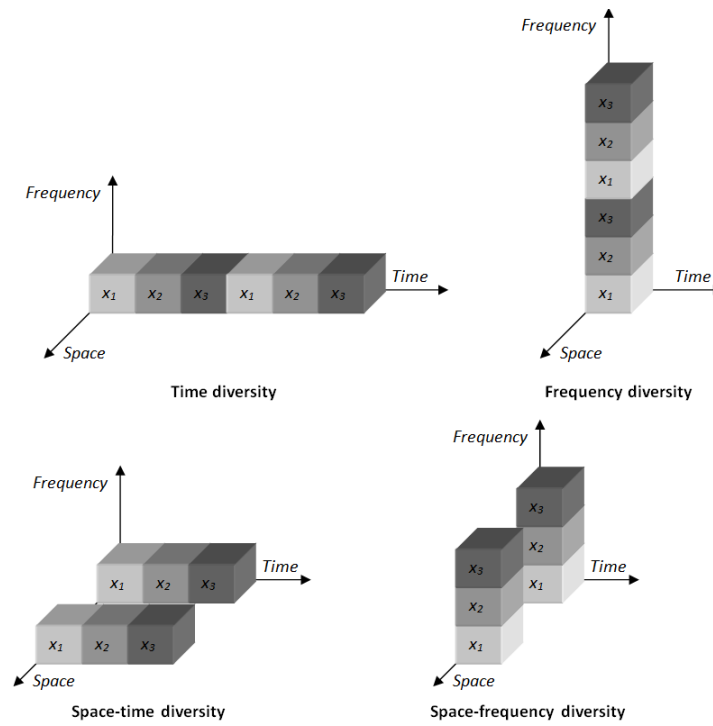 Frequency
x1 x2 x3 x1 x2 x3
Time
Space
Time diversity
Frequency
x3
x2
x1
x3
x2
x1
Time
Space
Frequency diversity
Frequency
x1 x2 x3
Time
x1 x2 x3
Space
Space-time diversity
Frequency
x3
x2
x1
Time
x3
x2
x1
Space
Space-frequency diversity